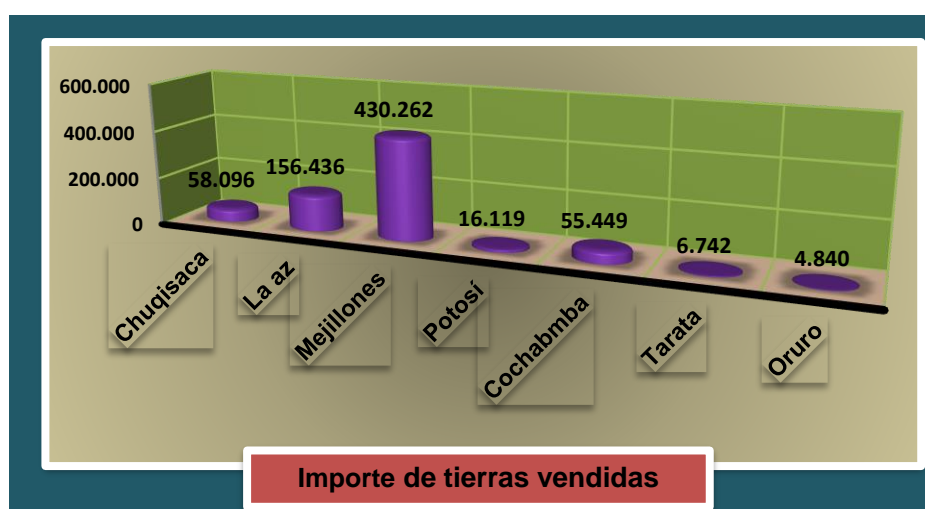 600.000
400.000
200.000
0
58.096
156.436
430.262
16.119
55.449
6.742
4.840
Chuqisaca
La az
Mejillones
Potosí
Cochabmba
Tarata
Oruro
Importe de tierras vendidas